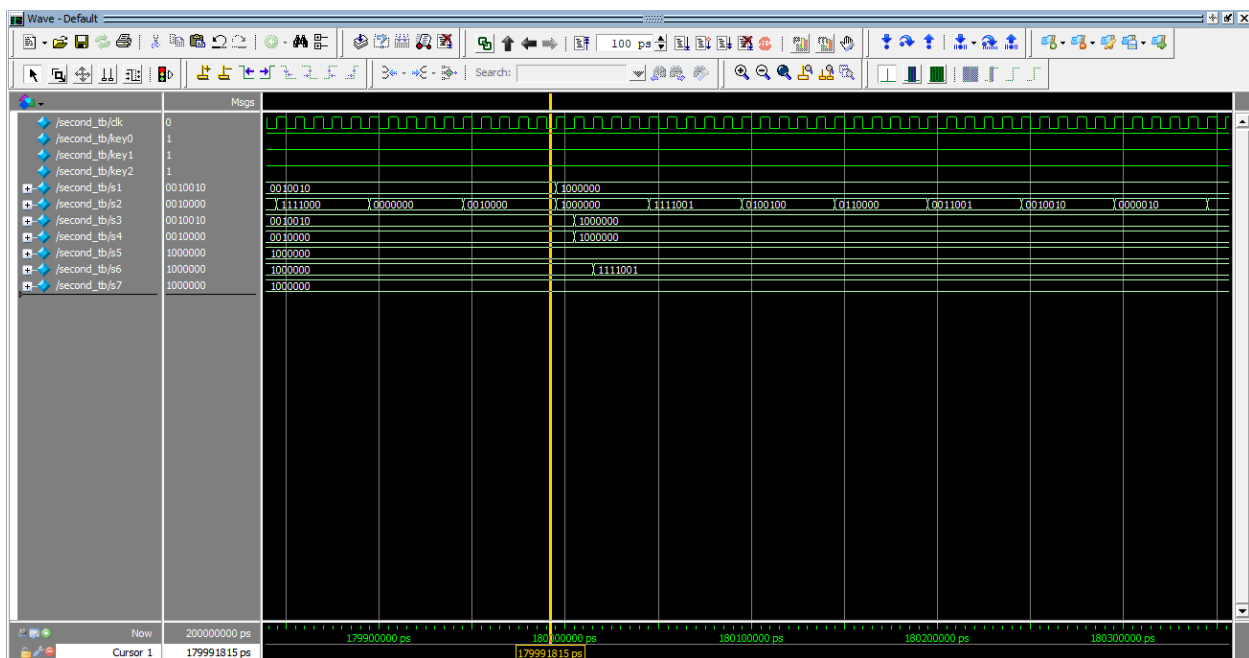 Wave - Default
100 ps
Search:
Msgs
/second_tb/clk 0
/second_tb/key0 1
/second_tb/key1 1
/second_tb/key2 1
/second_tb/s1 0010010 0010010 1000000
/second_tb/s2 0010000 1111000 0000000 0010000 1000000 1111001 0100100 0110000 0011001 0010010 0000010
/second_tb/s3 0010010 0010010 1000000
/second_tb/s4 0010000 0010000 1000000
/second_tb/s5 1000000 1000000
/second_tb/s6 1000000 1000000 1111001
/second_tb/s7 1000000 1000000
Now 200000000 ps 179900000 ps 180000000 ps 180100000 ps 180200000 ps 180300000 ps
Cursor 1 179991815 ps 179991815 ps